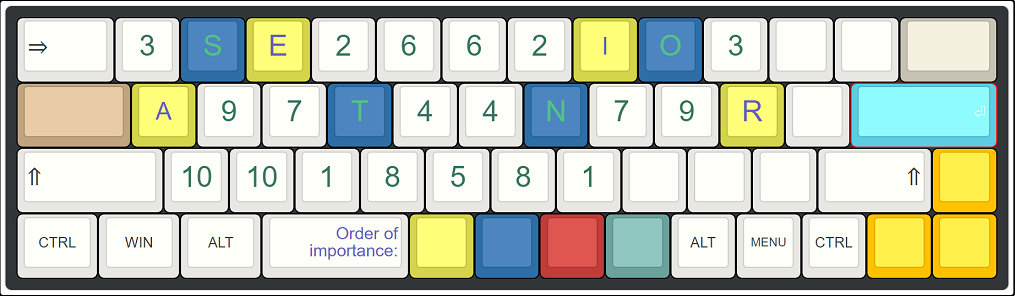 ⇒ 3 S E 2 6 6 2 I O 3
A 9 7 T 4 4 N 7 9 R ⏎
⇑ 10 10 1 8 5 8 1 ⇑
CTRL WIN ALT Order of importance: ALT MENU CTRL